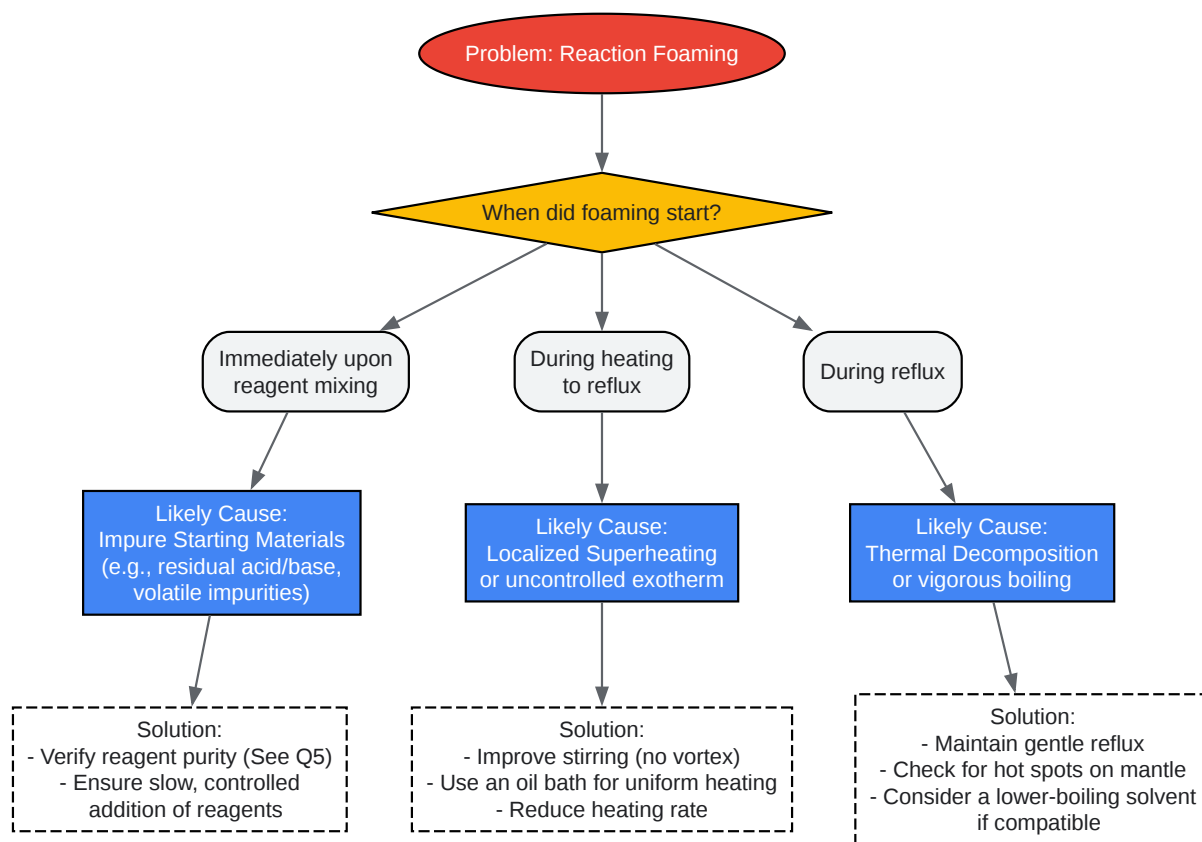 Problem: Reaction Foaming
When did foaming start?
Immediately upon
reagent mixing
During heating
to reflux
During reflux
Likely Cause:
Impure Starting Materials
(e.g., residual acid/base,
volatile impurities)
Likely Cause:
Localized Superheating
or uncontrolled exotherm
Likely Cause:
Thermal Decomposition
or vigorous boiling
Solution:
- Verify reagent purity (See Q5)
- Ensure slow, controlled
addition of reagents
Solution:
- Improve stirring (no vortex)
- Use an oil bath for uniform heating
- Reduce heating rate
Solution:
- Maintain gentle reflux
- Check for hot spots on mantle
- Consider a lower-boiling solvent
if compatible